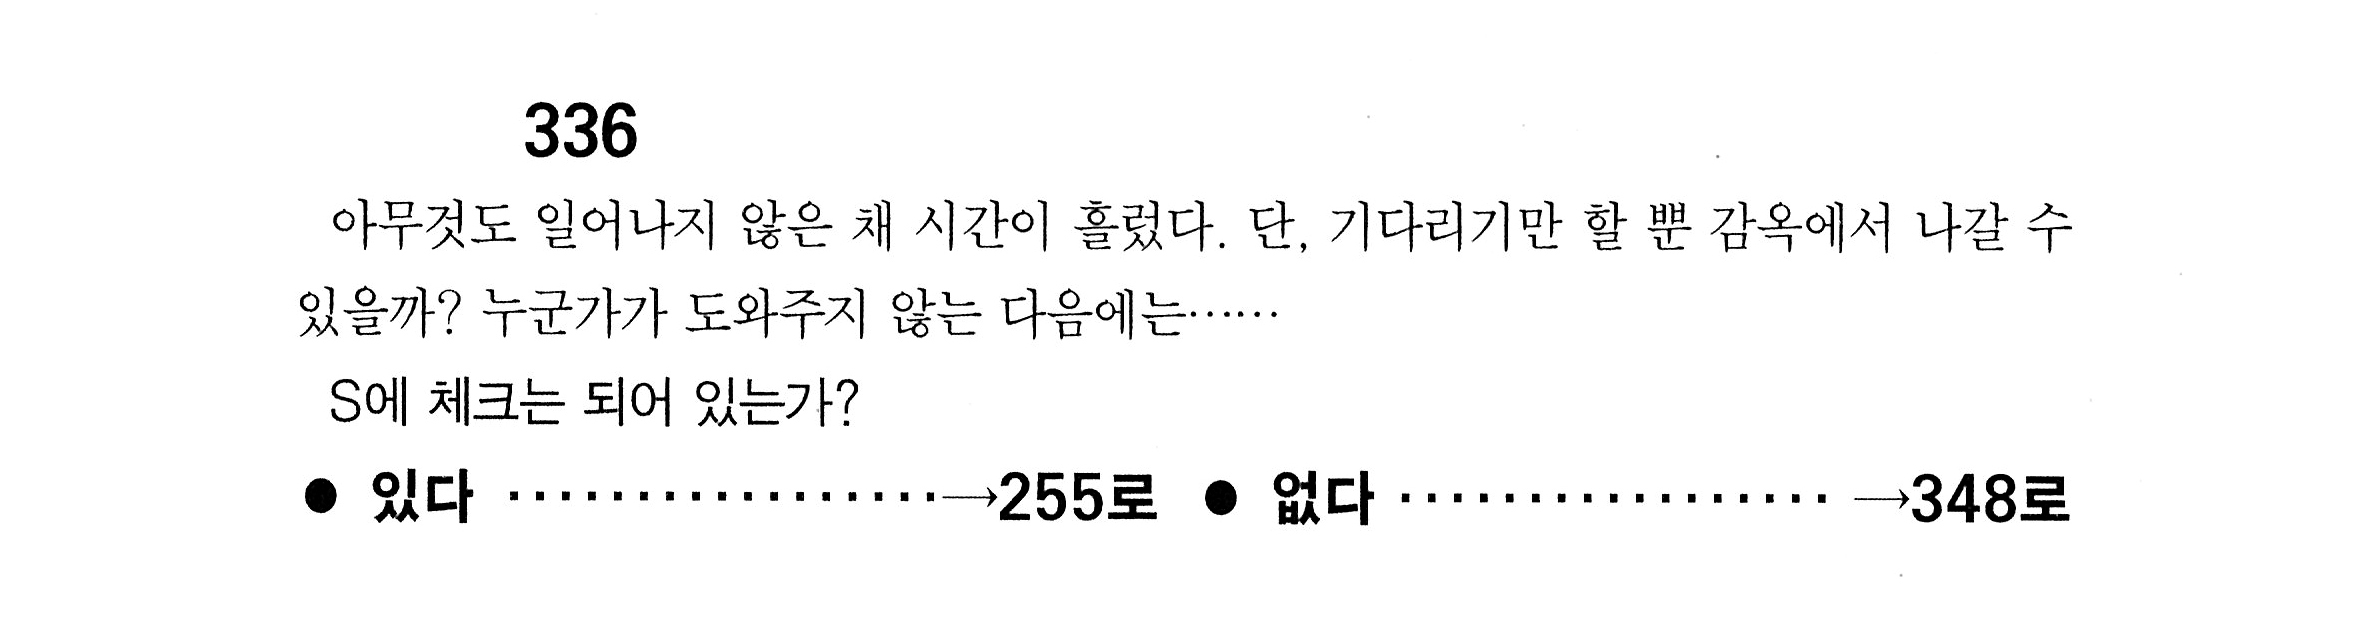 336
아무것도 일어나지 않은 채 시간이 흘렀다. 단, 기다리기만 할 뿐 감옥에서 나갈 수
있을까? 누군가가 도와주지 않는 다음에는……
S에 체크는 되어 있는가?
● 있다 ·················→255로 ● 없다 ················· →348로